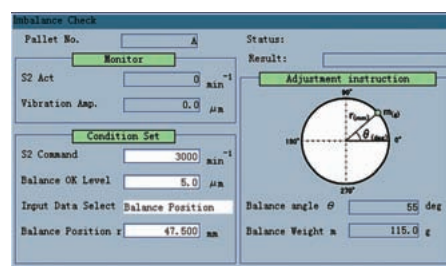 Imbalance Check
Pallet No. A
Status:
Result:
Monitor
S2 Act 0 min⁻¹
Vibration Amp. 0.0 μm
Condition Set
S2 Command 3000 min⁻¹
Balance OK Level 5.0 μm
Input Data Select Balance Position
Balance Position r 47.500 mm
Adjustment instruction
90°
r(mm) m(g)
180° θ(deg) 0°
270°
Balance angle θ 55 deg
Balance Weight m 115.0 g